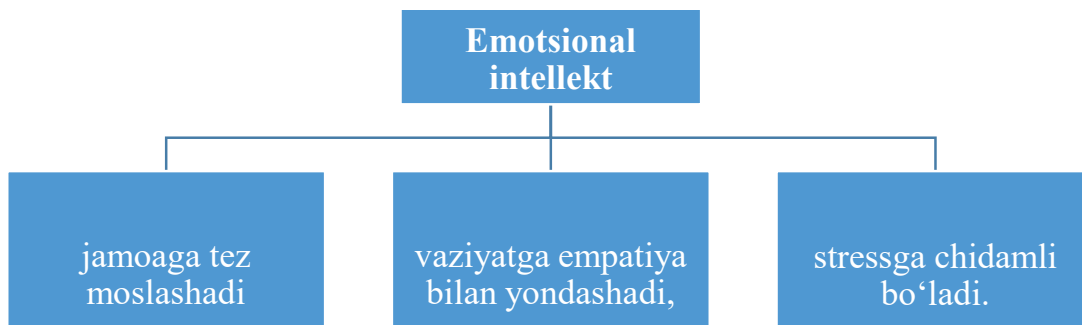 Emotsional
intellekt
jamoaga tez
moslashadi
vaziyatga empatiya
bilan yondashadi,
stressga chidamli
bo‘ladi.